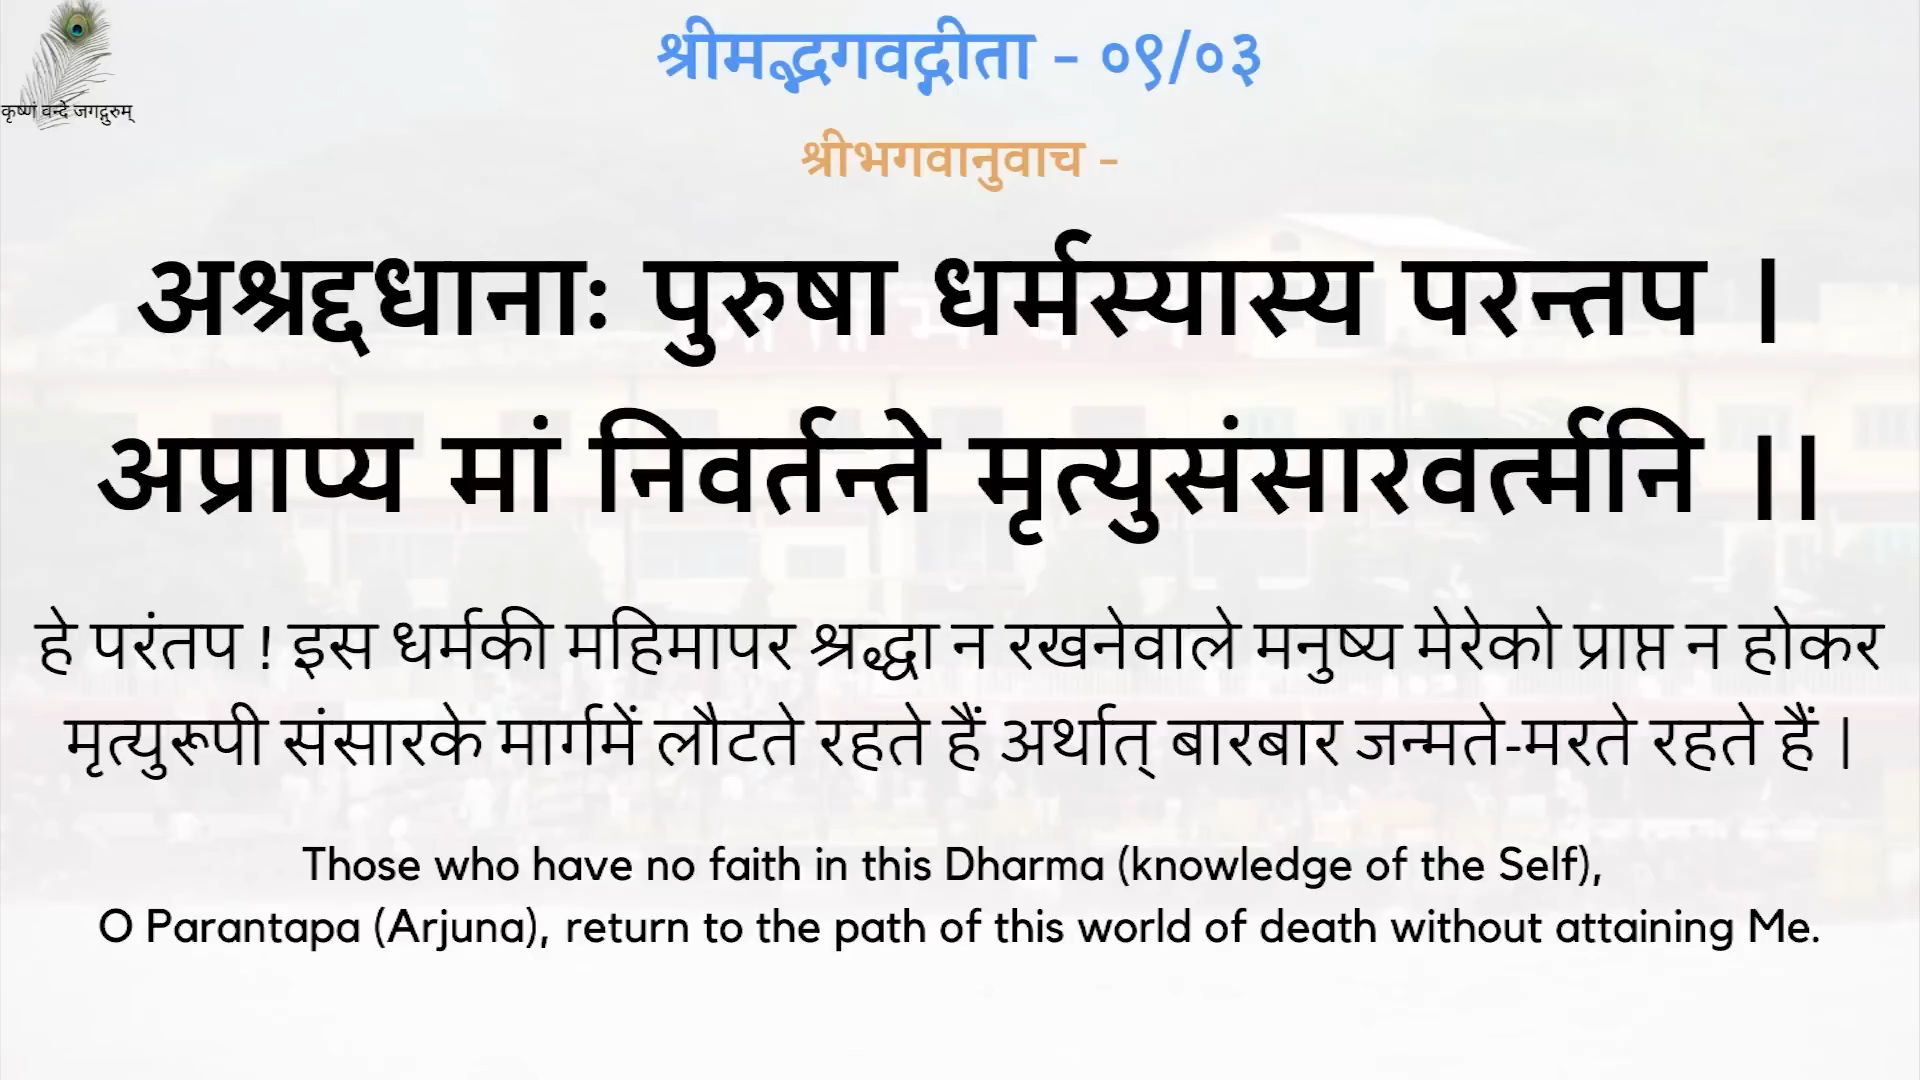 श्रीमद्भगवद्गीता - ०९/०३
कृष्णं वन्दे जगद्गुरुम्
श्रीभगवानुवाच -
अश्रद्दधानाः पुरुषा धर्मस्यास्य परन्तप ।
अप्राप्य मां निवर्तन्ते मृत्युसंसारवर्त्मनि ।।
हे परंतप ! इस धर्मकी महिमापर श्रद्धा न रखनेवाले मनुष्य मेरेको प्राप्त न होकर
मृत्युरूपी संसारके मार्गमें लौटते रहते हैं अर्थात् बारबार जन्मते-मरते रहते हैं ।
Those who have no faith in this Dharma (knowledge of the Self),
O Parantapa (Arjuna), return to the path of this world of death without attaining Me.